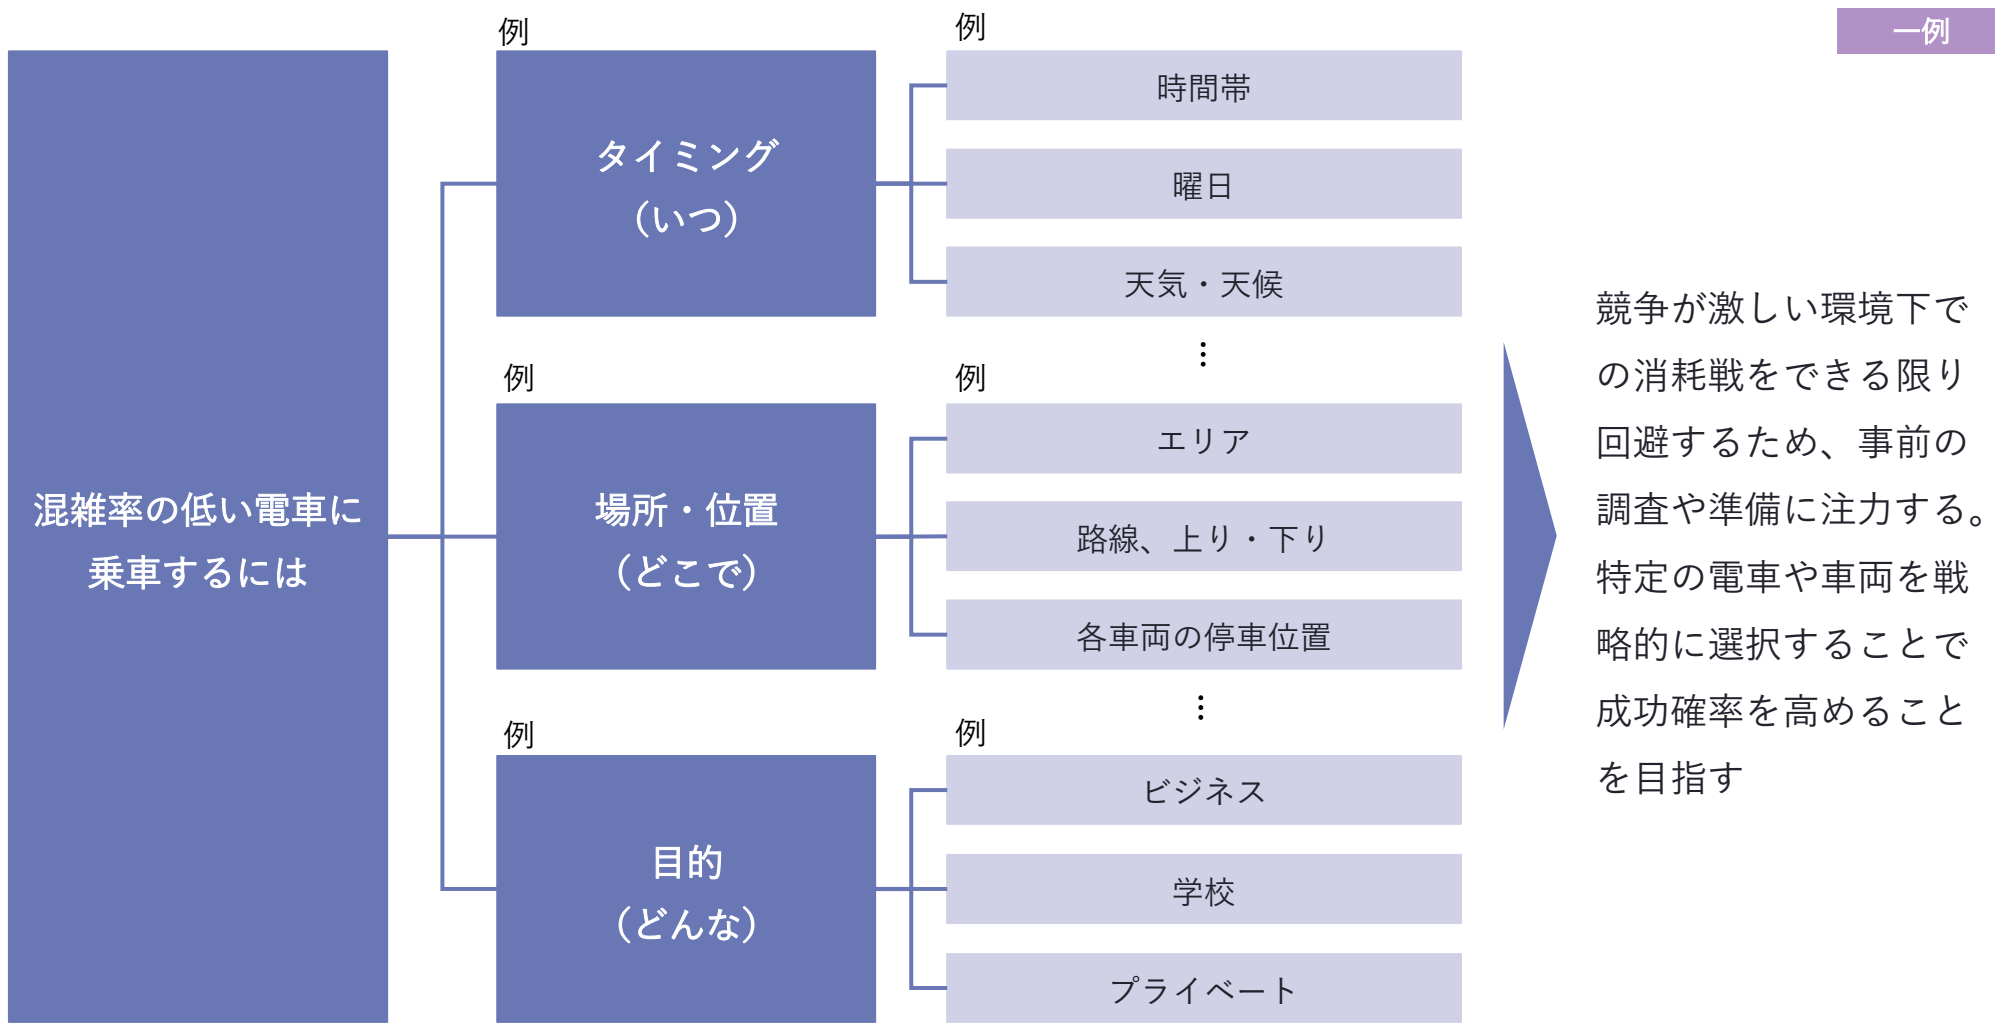 一例
混雑率の低い電車に
乗車するには
例
タイミング
（いつ）
例
時間帯
曜日
天気・天候
…
例
場所・位置
（どこで）
例
エリア
路線、上り・下り
各車両の停車位置
…
例
目的
（どんな）
例
ビジネス
学校
プライベート
競争が激しい環境下で
の消耗戦をできる限り
回避するため、事前の
調査や準備に注力する。
特定の電車や車両を戦
略的に選択することで
成功確率を高めること
を目指す